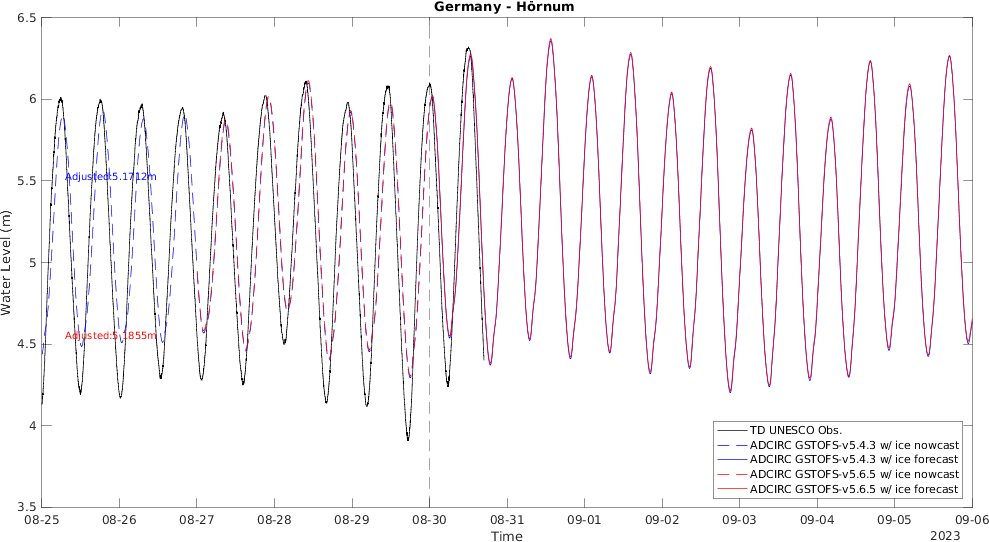 Germany - Hörnum
Water Level (m)
6.5
6
5.5
5
4.5
4
3.5
Adjusted:5.1712m
Adjusted:5.1855m
TD UNESCO Obs.
ADCIRC GSTOFS-v5.4.3 w/ ice nowcast
ADCIRC GSTOFS-v5.4.3 w/ ice forecast
ADCIRC GSTOFS-v5.6.5 w/ ice nowcast
ADCIRC GSTOFS-v5.6.5 w/ ice forecast
08-25 08-26 08-27 08-28 08-29 08-30 08-31 09-01 09-02 09-03 09-04 09-05 09-06
Time
2023